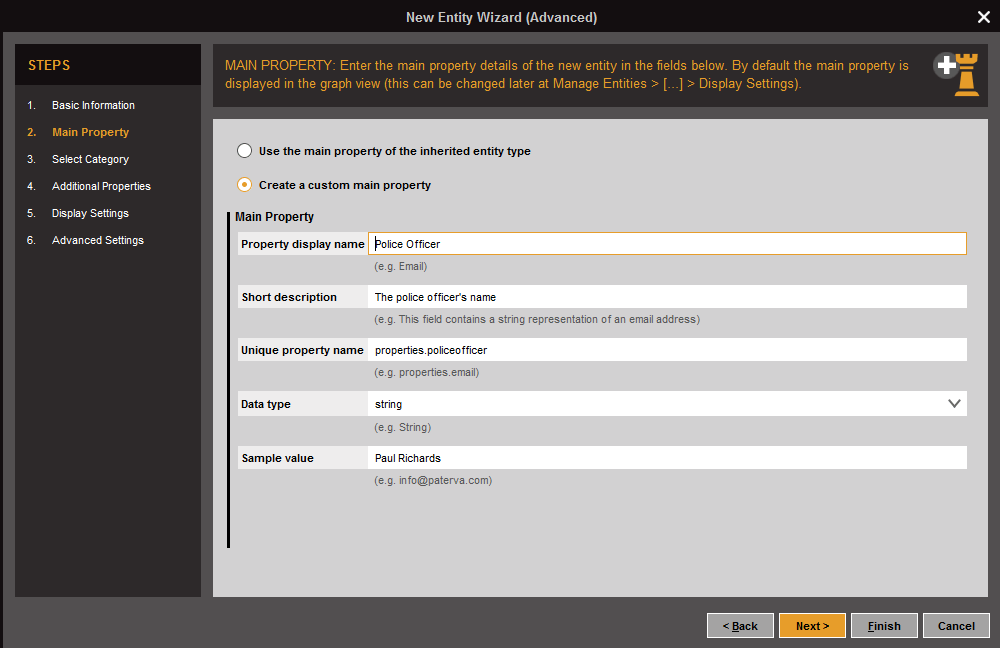 New Entity Wizard (Advanced)
STEPS
1. Basic Information
2. Main Property
3. Select Category
4. Additional Properties
5. Display Settings
6. Advanced Settings
MAIN PROPERTY: Enter the main property details of the new entity in the fields below. By default the main property is
displayed in the graph view (this can be changed later at Manage Entities > [...] > Display Settings).
Use the main property of the inherited entity type
Create a custom main property
Main Property
Property display name Police Officer
(e.g. Email)
Short description The police officer's name
(e.g. This field contains a string representation of an email address)
Unique property name properties.policeofficer
(e.g. properties.email)
Data type string
(e.g. String)
Sample value Paul Richards
(e.g. info@paterva.com)
< Back Next > Finish Cancel